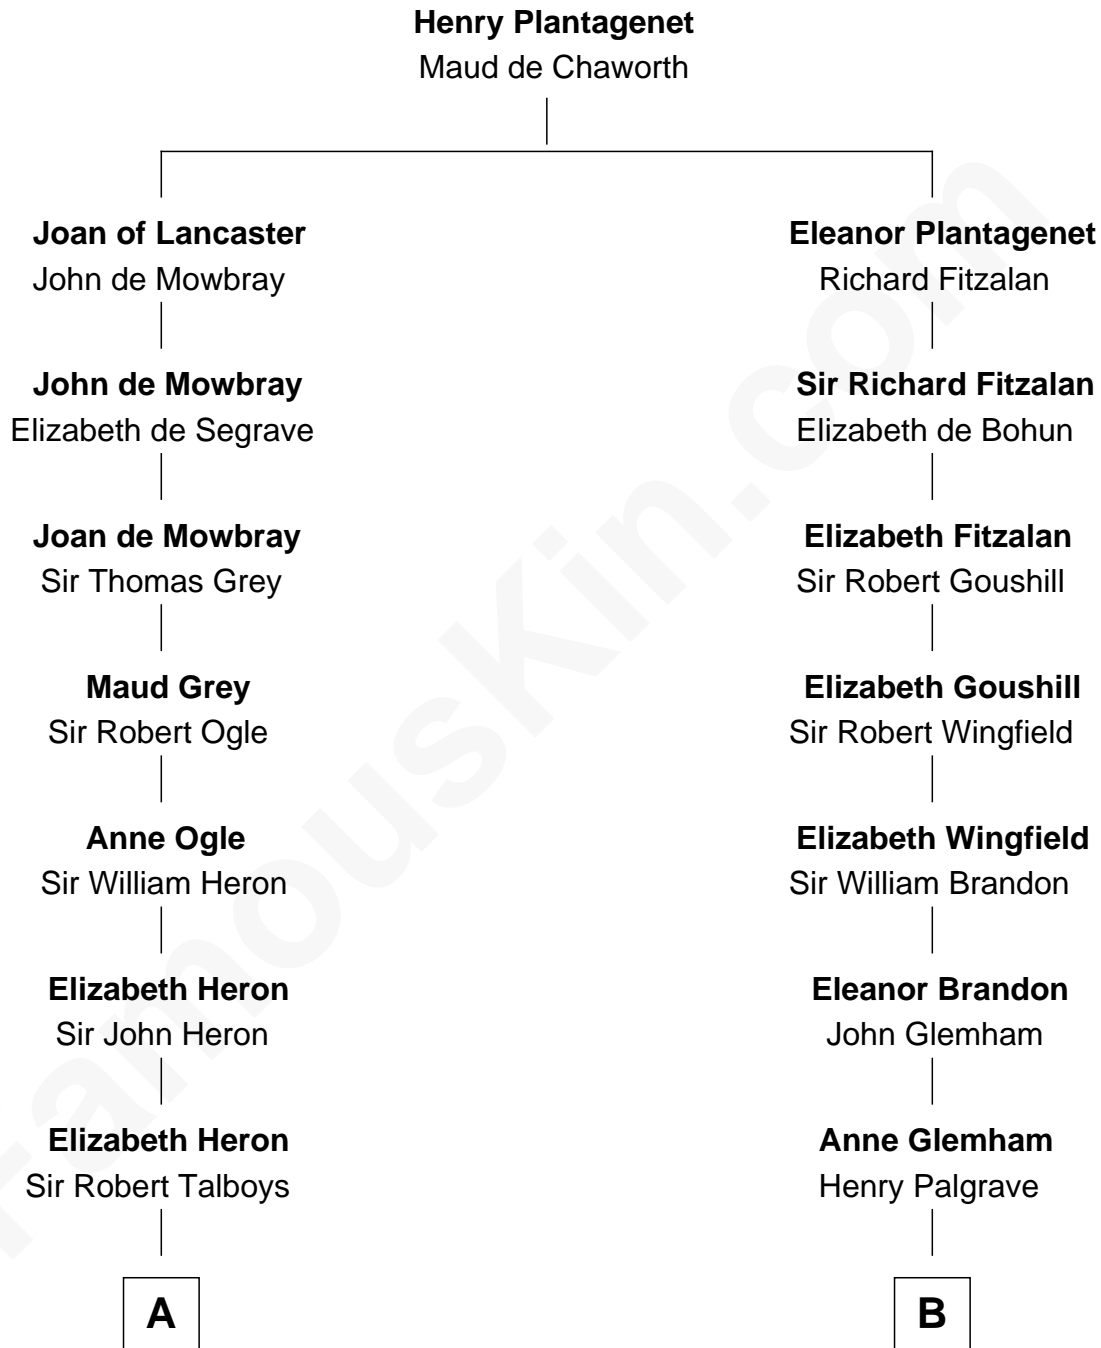 Henry Plantagenet
Maud de Chaworth
Joan of Lancaster
John de Mowbray
Eleanor Plantagenet
Richard Fitzalan
John de Mowbray
Elizabeth de Segrave
Sir Richard Fitzalan
Elizabeth de Bohun
Joan de Mowbray
Sir Thomas Grey
Elizabeth Fitzalan
Sir Robert Goushill
Maud Grey
Sir Robert Ogle
Elizabeth Goushill
Sir Robert Wingfield
Anne Ogle
Sir William Heron
Elizabeth Wingfield
Sir William Brandon
Elizabeth Heron
Sir John Heron
Eleanor Brandon
John Glemham
Elizabeth Heron
Sir Robert Talboys
Anne Glemham
Henry Palgrave
A
B
FamousKin.com